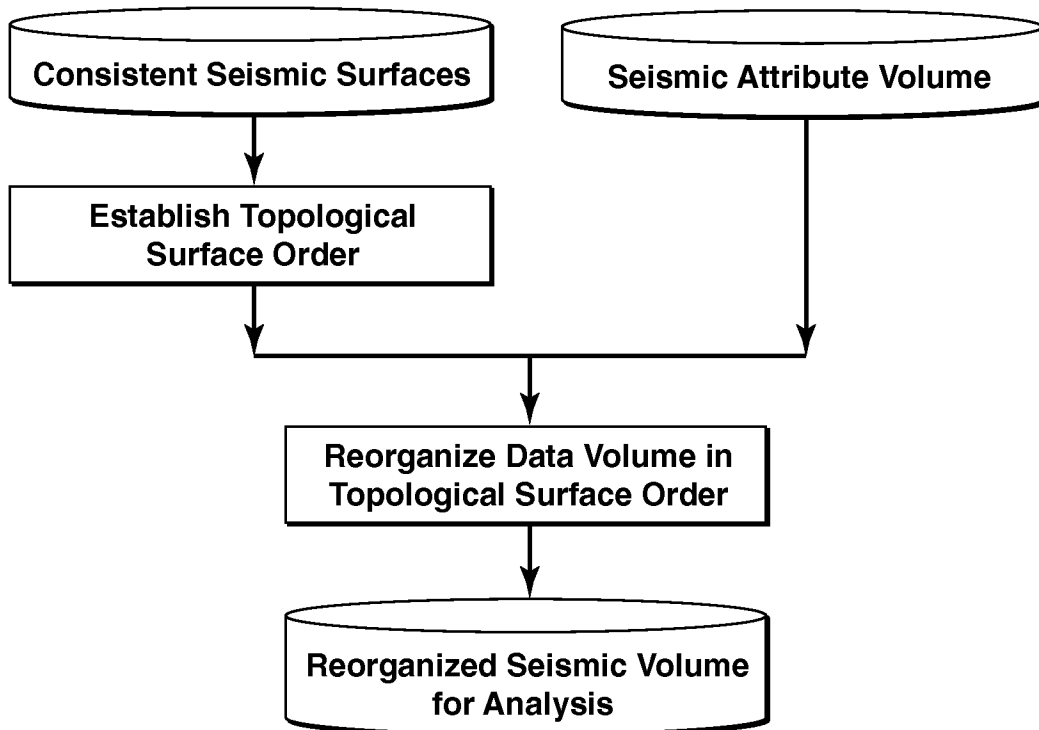 Consistent Seismic Surfaces
Seismic Attribute Volume
Establish Topological
Surface Order
Reorganize Data Volume in
Topological Surface Order
Reorganized Seismic Volume
for Analysis